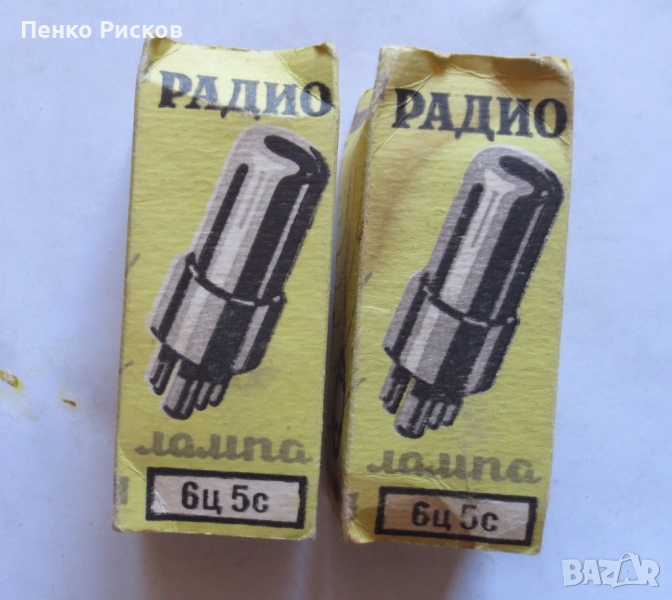 Пенко Рисков
РАДИО
лампа
6ц5с
РАДИО
лампа
6ц5с
BAZAR